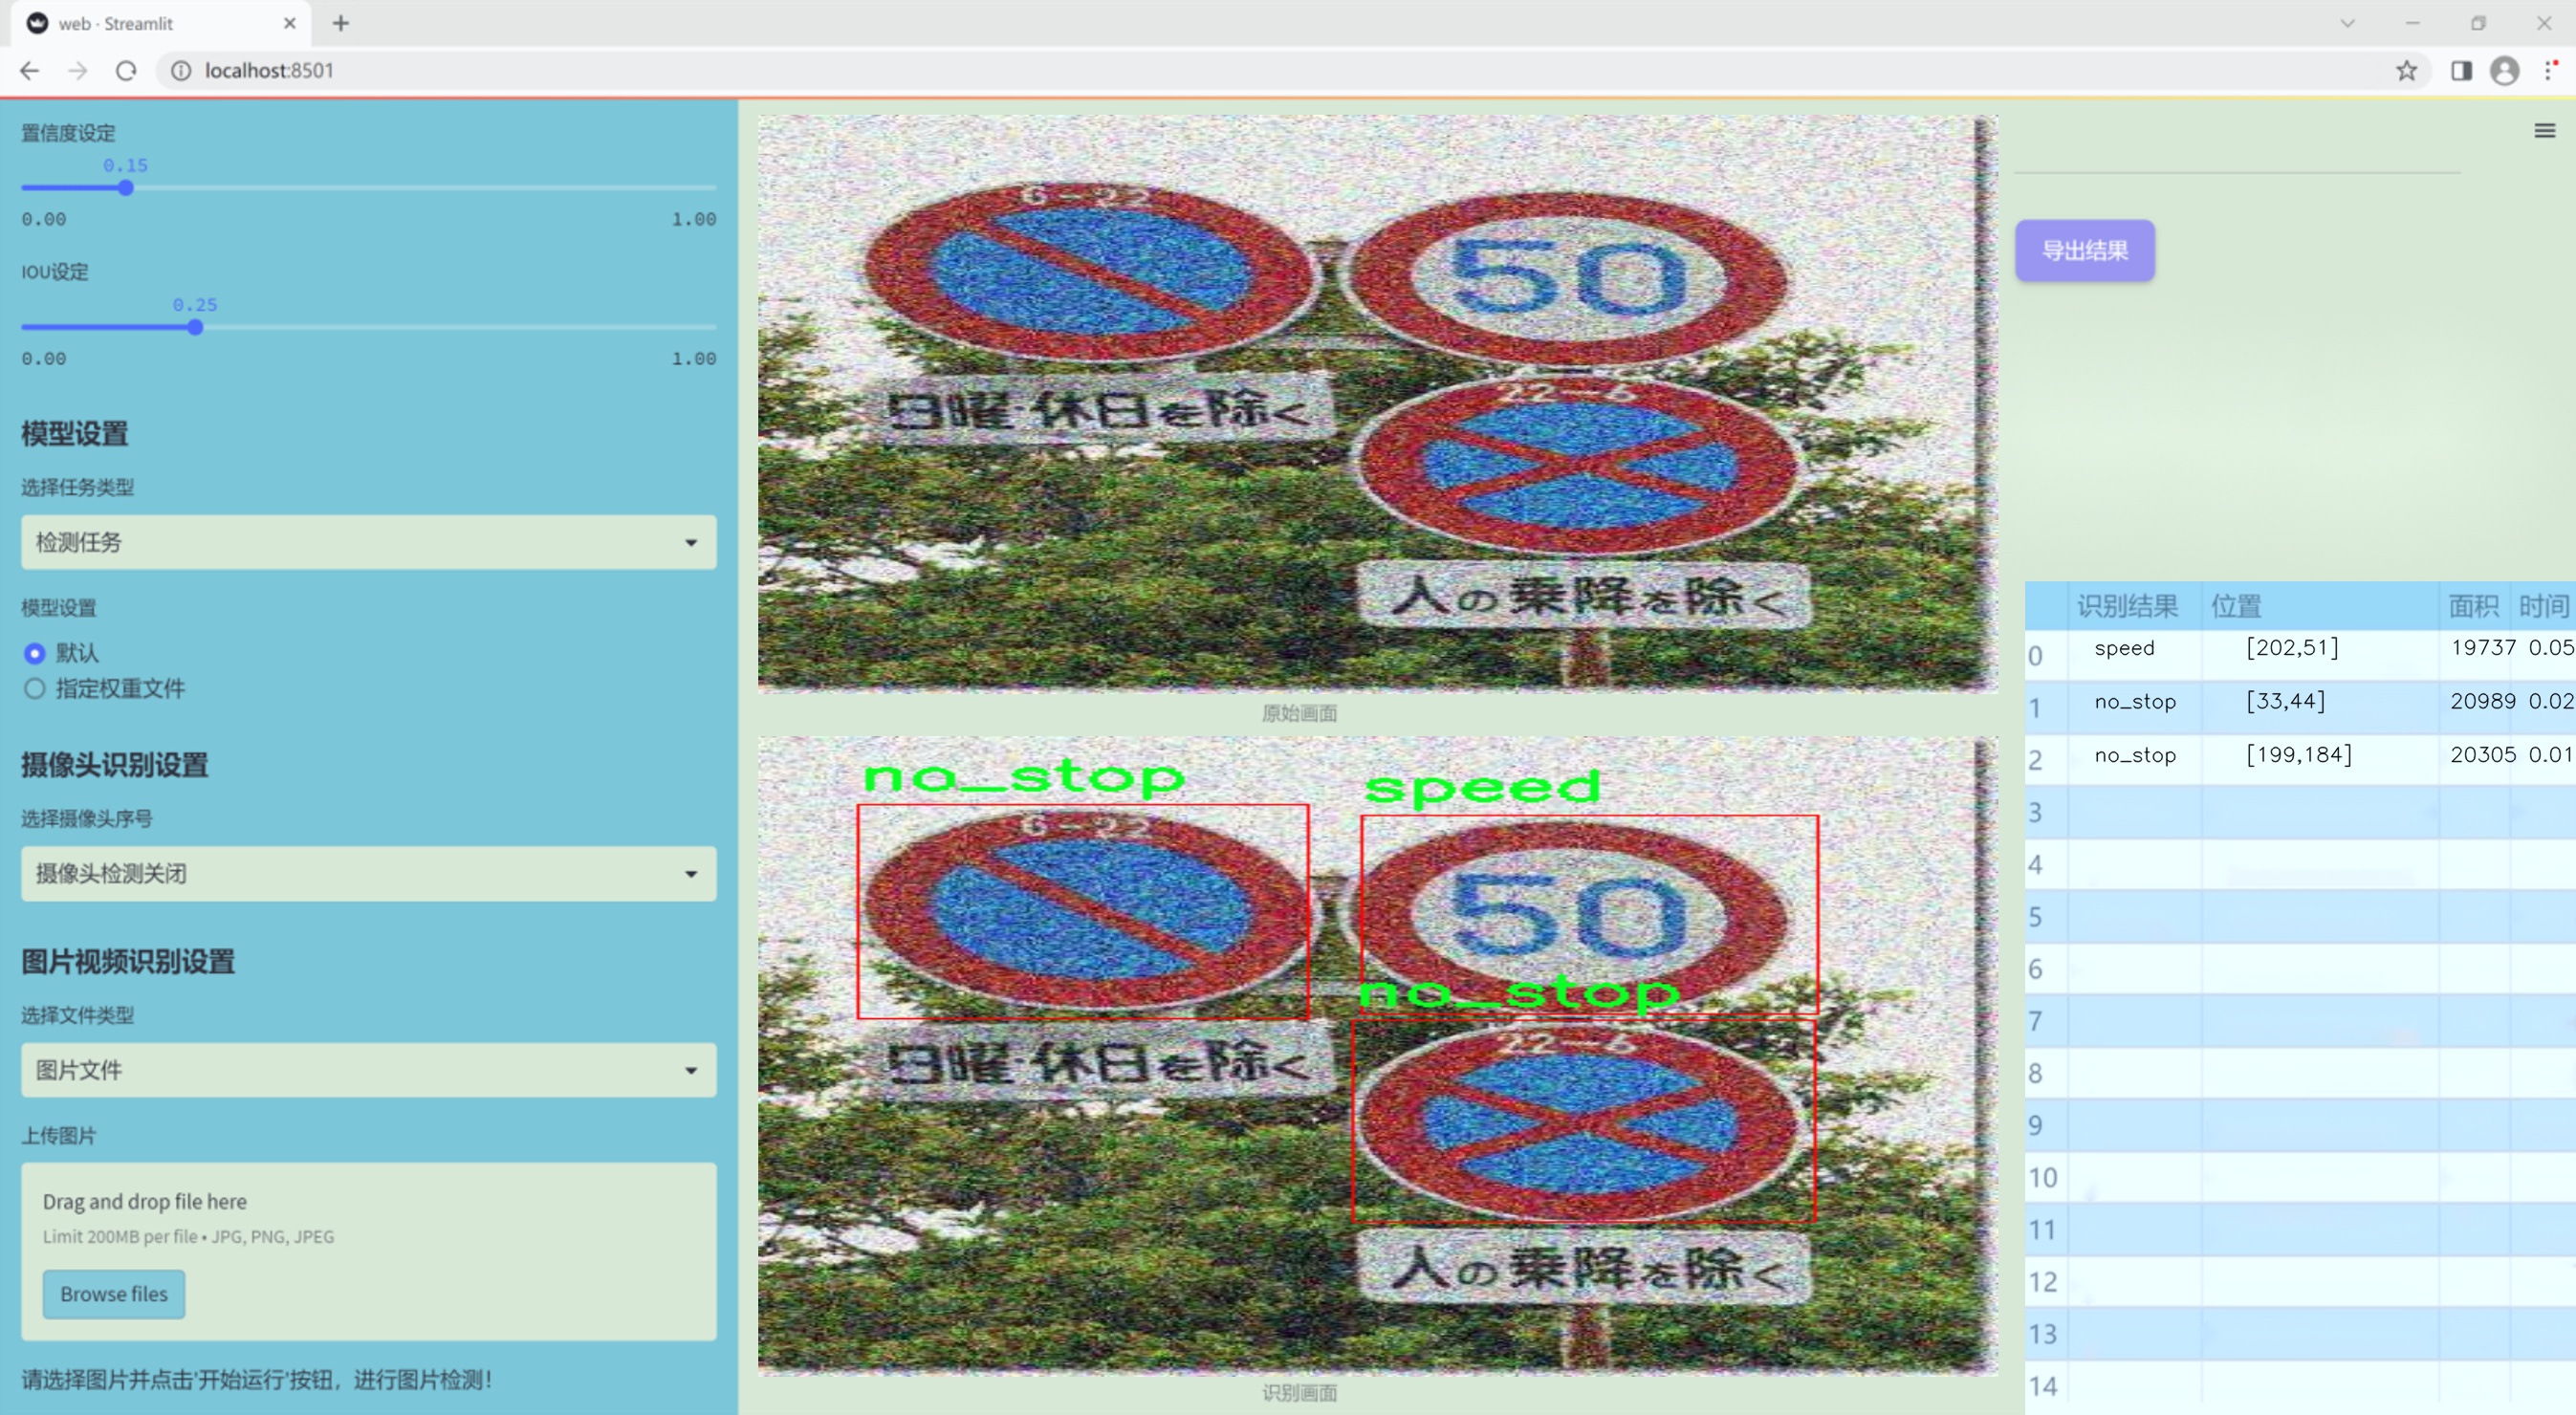 web · Streamlit
localhost:8501
置信度设定
0.15
0.00 1.00
IOU设定
0.25
0.00 1.00
模型设置
选择任务类型
检测任务
模型设置
默认
指定权重文件
摄像头识别设置
选择摄像头序号
摄像头检测关闭
图片视频识别设置
选择文件类型
图片文件
上传图片
Drag and drop file here
Limit 200MB per file • JPG, PNG, JPEG
Browse files
请选择图片并点击'开始运行'按钮，进行图片检测！
6-22
50
日曜·休日を除く
22-6
人の乗降を除く
原始画面
no_stop
speed
6-22
50
no_stop
日曜·休日を除く
22-6
人の乗降を除く
识别画面
导出结果
识别结果 位置 面积 时间
0 speed [202,51] 19737 0.05
1 no_stop [33,44] 20989 0.02
2 no_stop [199,184] 20305 0.01
3
4
5
6
7
8
9
10
11
12
13
14